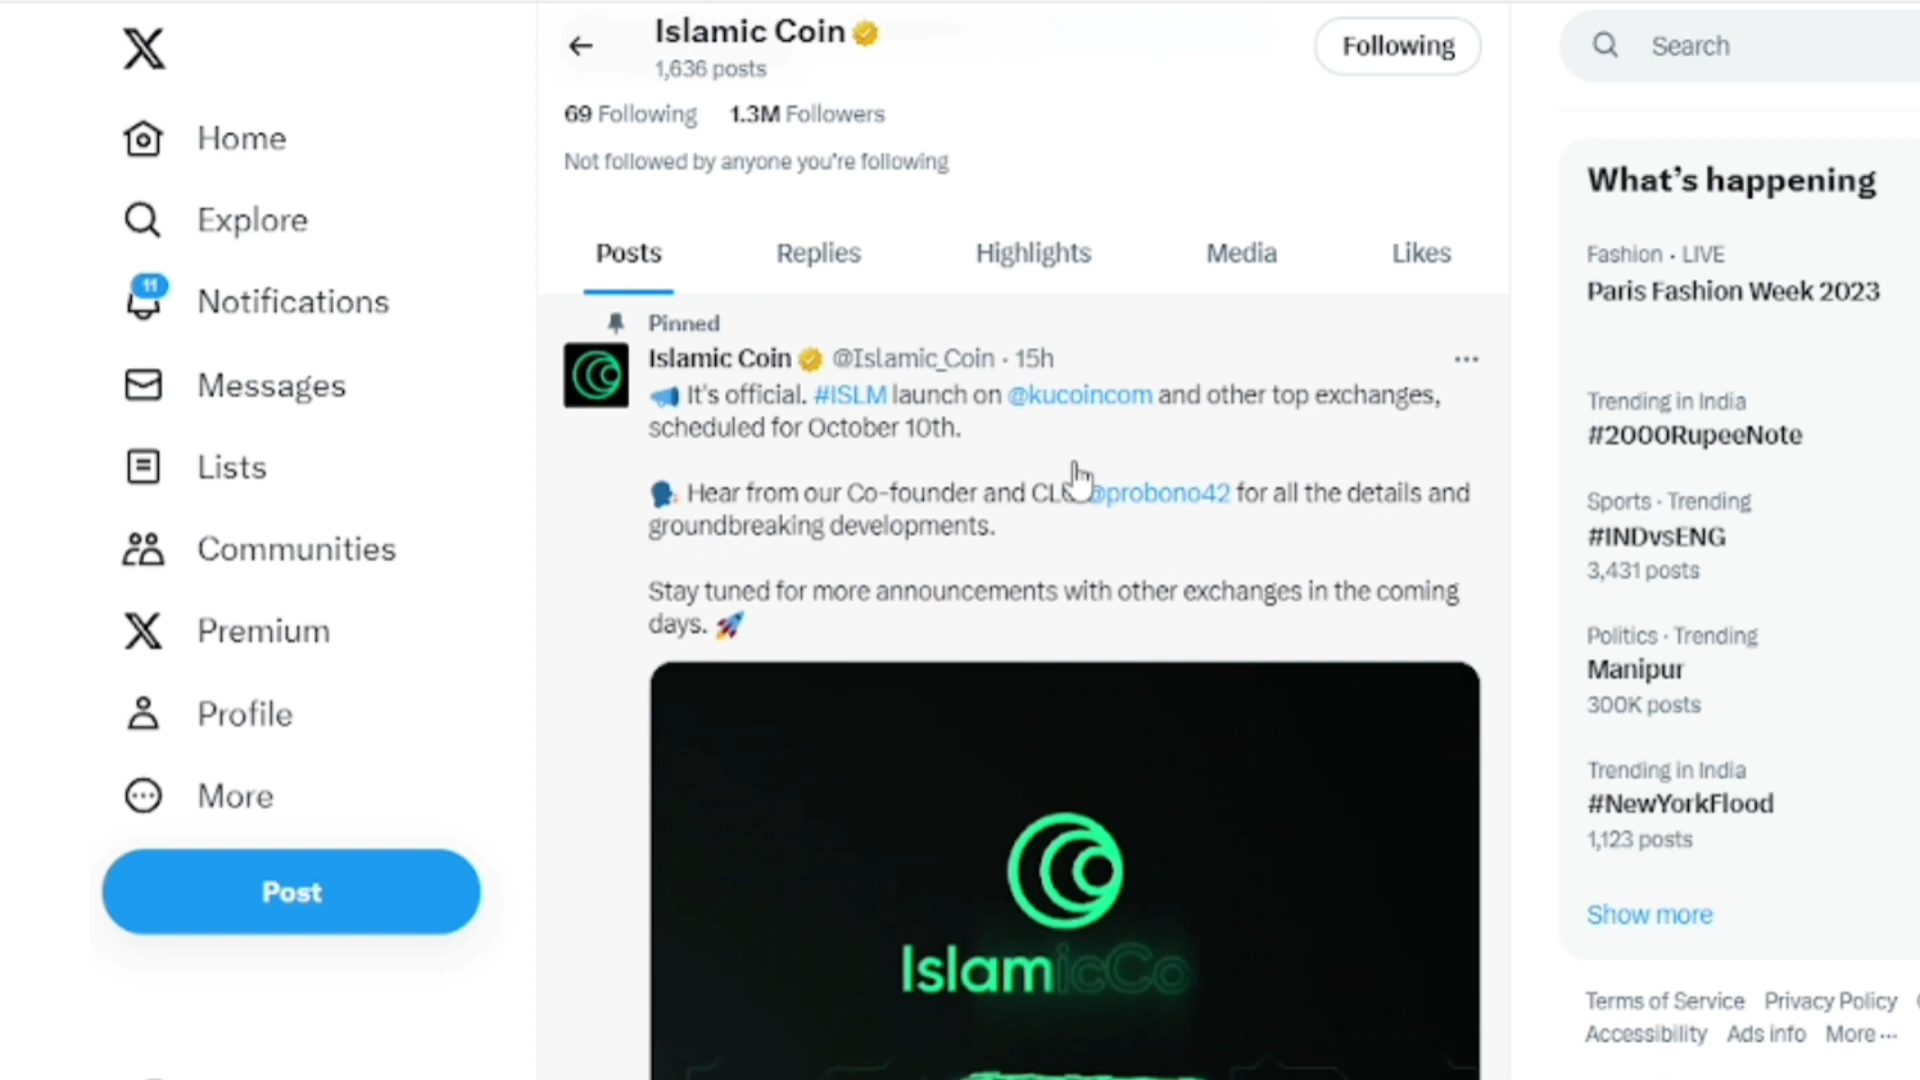 Home
Explore
11
Notifications
Messages
Lists
Communities
Premium
Profile
More
Post
Islamic Coin
1,636 posts
Following
69 Following 1.3M Followers
Not followed by anyone you're following
Posts Replies Highlights Media Likes
Pinned
Islamic Coin @Islamic_Coin · 15h
It's official. #ISLM launch on @kucoincom and other top exchanges,
scheduled for October 10th.
Hear from our Co-founder and @probono42 for all the details and
groundbreaking developments.
Stay tuned for more announcements with other exchanges in the coming
days.
IslamicCo
Search
What's happening
Fashion · LIVE
Paris Fashion Week 2023
Trending in India
#2000RupeeNote
Sports · Trending
#INDvsENG
3,431 posts
Politics · Trending
Manipur
300K posts
Trending in India
#NewYorkFlood
1,123 posts
Show more
Terms of Service Privacy Policy
Accessibility Ads info More ...